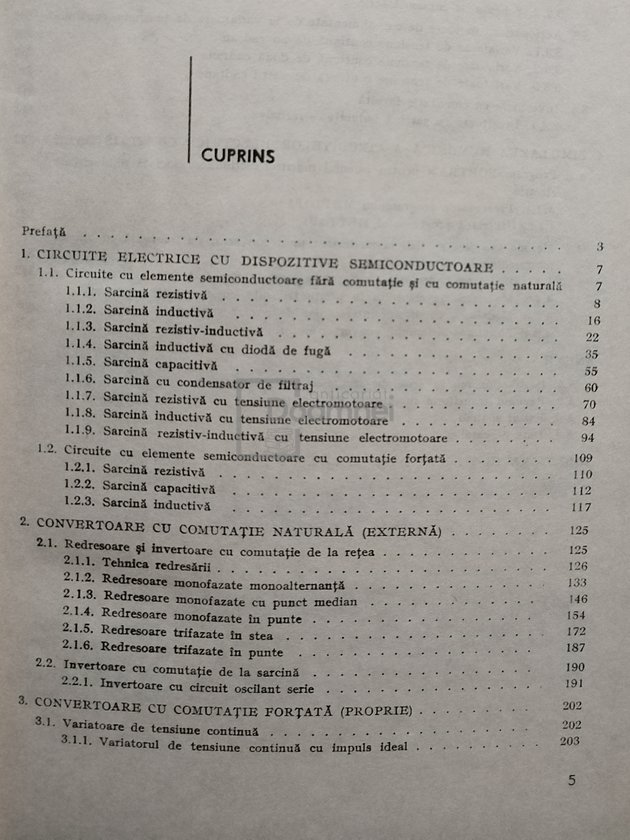 CUPRINS
Prefață . . . . . . . . . . . . . . . . . . . . . . . . . . . . . . 3
1. CIRCUITE ELECTRICE CU DISPOZITIVE SEMICONDUCTOARE . . . . . 7
1.1. Circuite cu elemente semiconductoare fără comutație și cu comutație naturală 7
1.1.1. Sarcină rezistivă . . . . . . . . . . . . . . . . . . . . 8
1.1.2. Sarcină inductivă . . . . . . . . . . . . . . . . . . . . 16
1.1.3. Sarcină rezistiv-inductivă . . . . . . . . . . . . . . . . 22
1.1.4. Sarcină inductivă cu diodă de fugă . . . . . . . . . . . . 35
1.1.5. Sarcină capacitivă . . . . . . . . . . . . . . . . . . . . 55
1.1.6. Sarcină cu condensator de filtraj . . . . . . . . . . . . 60
1.1.7. Sarcină rezistivă cu tensiune electromotoare . . . . . . . 70
1.1.8. Sarcină inductivă cu tensiune electromotoare . . . . . . . 84
1.1.9. Sarcină rezistiv-inductivă cu tensiune electromotoare . . . 94
1.2. Circuite cu elemente semiconductoare cu comutație forțată . . . . 109
1.2.1. Sarcină rezistivă . . . . . . . . . . . . . . . . . . . . 110
1.2.2. Sarcină capacitivă . . . . . . . . . . . . . . . . . . . . 112
1.2.3. Sarcină inductivă . . . . . . . . . . . . . . . . . . . . 117
2. CONVERTOARE CU COMUTAȚIE NATURALĂ (EXTERNĂ) . . . . . . . 125
2.1. Redresoare și invertoare cu comutație de la rețea . . . . . . . . 125
2.1.1. Tehnica redresării . . . . . . . . . . . . . . . . . . . . 126
2.1.2. Redresoare monofazate monoalternanță . . . . . . . . . . . 133
2.1.3. Redresoare monofazate cu punct median . . . . . . . . . . 146
2.1.4. Redresoare monofazate în punte . . . . . . . . . . . . . . 154
2.1.5. Redresoare trifazate în stea . . . . . . . . . . . . . . . 172
2.1.6. Redresoare trifazate în punte . . . . . . . . . . . . . . 187
2.2. Invertoare cu comutație de la sarcină . . . . . . . . . . . . . 190
2.2.1. Invertoare cu circuit oscilant serie . . . . . . . . . . . 191
3. CONVERTOARE CU COMUTAȚIE FORȚATĂ (PROPRIE) . . . . . . . . 202
3.1. Variatoare de tensiune continuă . . . . . . . . . . . . . . . . 202
3.1.1. Variatorul de tensiune continuă cu impuls ideal . . . . . . 203
5